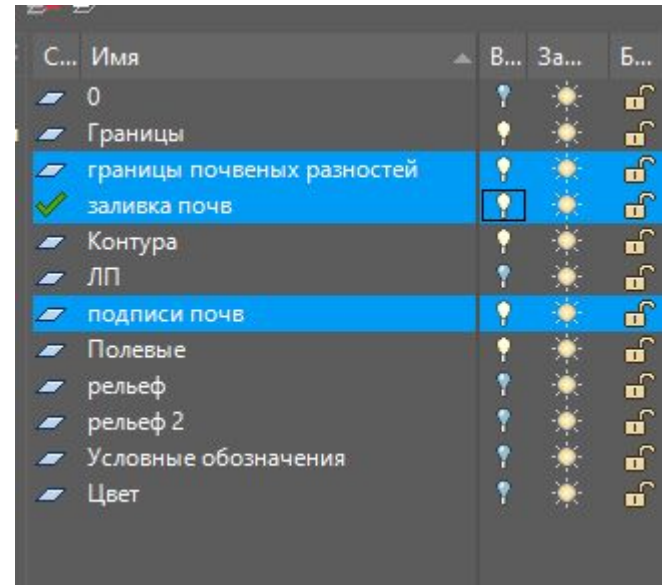 С... Имя В... За... Б...
0
Границы
границы почвеных разностей
заливка почв
Контура
ЛП
подписи почв
Полевые
рельеф
рельеф 2
Условные обозначения
Цвет